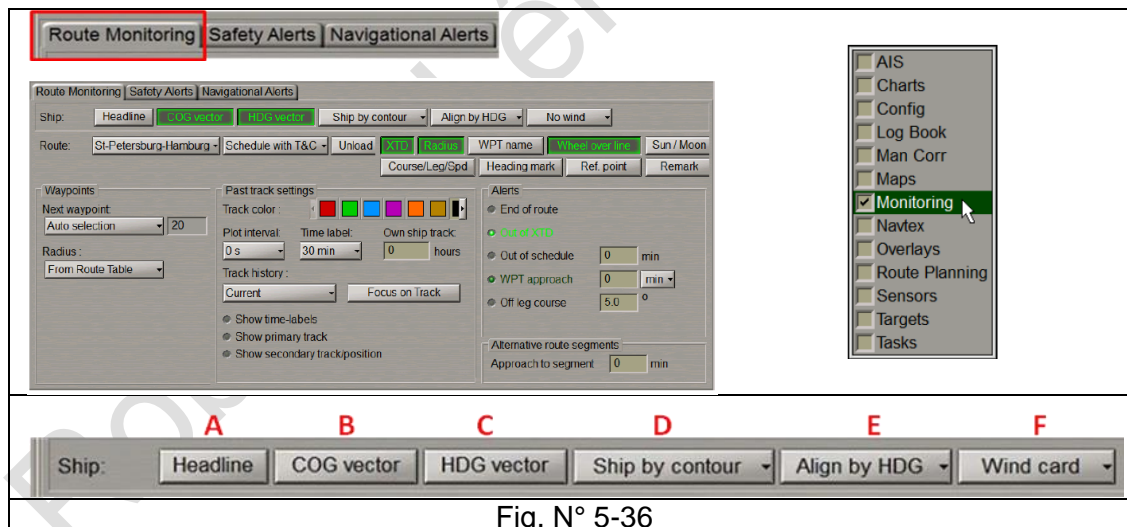 Route Monitoring Safety Alerts Navigational Alerts
Route Monitoring Safety Alerts Navigational Alerts
Ship: Headline COG vector HDG vector Ship by contour Align by HDG No wind
Route: St-Petersburg-Hamburg Schedule with T&C Unload XTD Radius WPT name Wheel over line Sun / Moon
Course/Leg/Spd Heading mark Ref. point Remark
Waypoints
Next waypoint:
Auto selection 20
Radius :
From Route Table
Past track settings
Track color :
Plot interval: Time label: Own ship track:
0 s 30 min 0 hours
Track history :
Current Focus on Track
Show time-labels
Show primary track
Show secondary track/position
Alerts
End of route
Out of XTD
Out of schedule 0 min
WPT approach 0 min
Off leg course 5.0 °
Alternative route segments
Approach to segment 0 min
AIS
Charts
Config
Log Book
Man Corr
Maps
Monitoring
Navtex
Overlays
Route Planning
Sensors
Targets
Tasks
A B C D E F
Ship: Headline COG vector HDG vector Ship by contour Align by HDG Wind card
Fig. N° 5-36